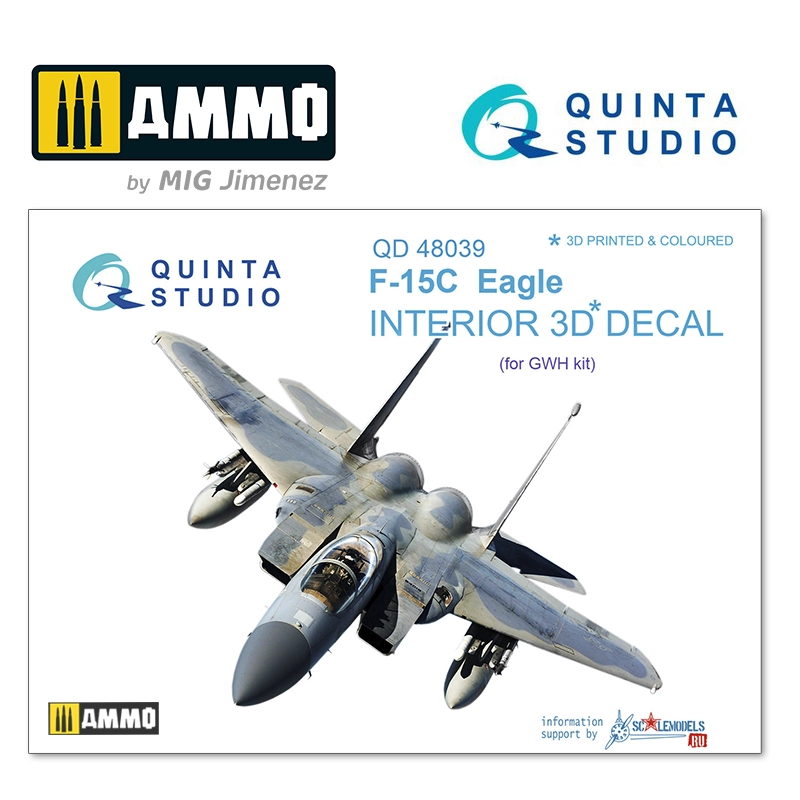 AMMO
by MIG Jimenez
QUINTA
STUDIO
QUINTA
STUDIO
QD 48039
* 3D PRINTED & COLOURED
F-15C Eagle
INTERIOR 3D* DECAL
(for GWH kit)
AMMO
information
support by
SCALEMODELS
RU